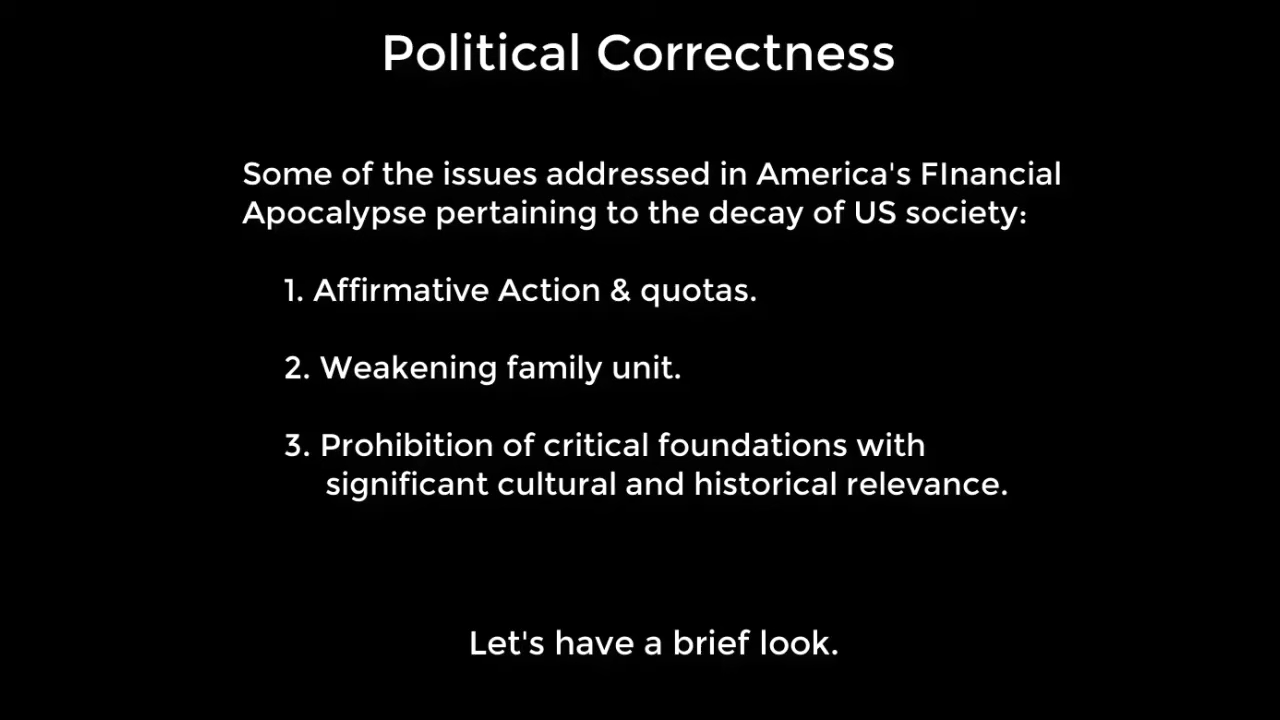 Political Correctness
Some of the issues addressed in America's FInancial
Apocalypse pertaining to the decay of US society:
1. Affirmative Action & quotas.
2. Weakening family unit.
3. Prohibition of critical foundations with
significant cultural and historical relevance.
Let's have a brief look.